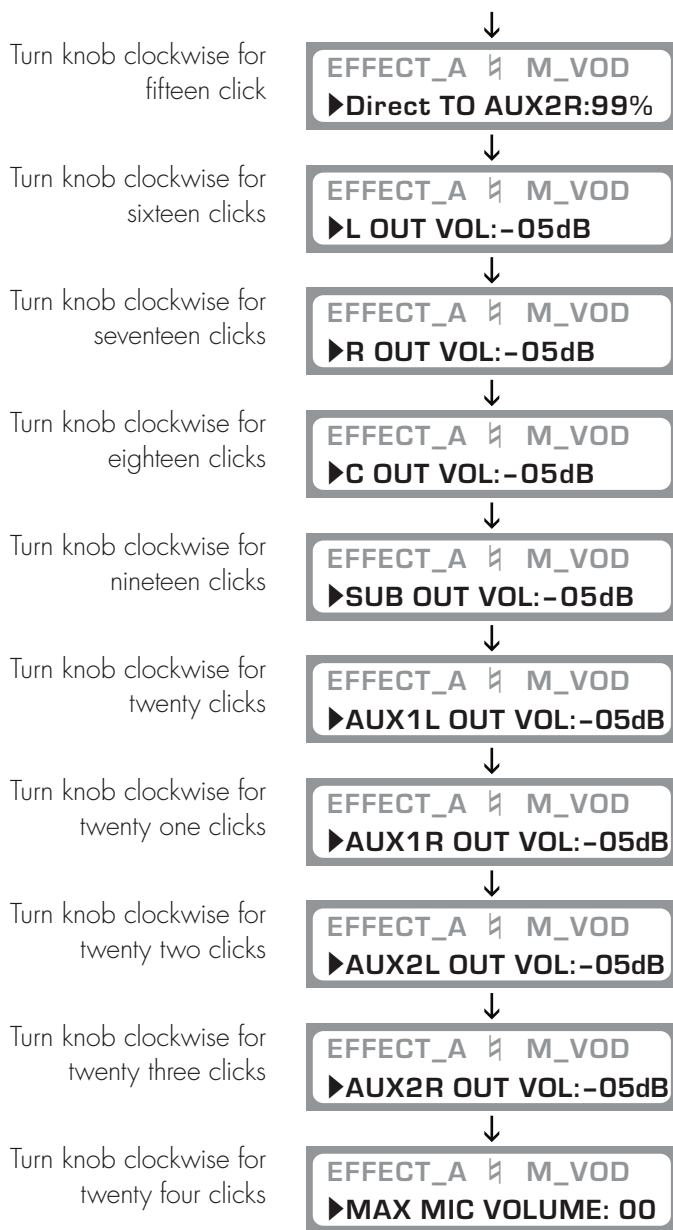 Turn knob clockwise for
fifteen click
EFFECT_A ♮ M_VOD
▶Direct TO AUX2R:99%
Turn knob clockwise for
sixteen clicks
EFFECT_A ♮ M_VOD
▶L OUT VOL:-05dB
Turn knob clockwise for
seventeen clicks
EFFECT_A ♮ M_VOD
▶R OUT VOL:-05dB
Turn knob clockwise for
eighteen clicks
EFFECT_A ♮ M_VOD
▶C OUT VOL:-05dB
Turn knob clockwise for
nineteen clicks
EFFECT_A ♮ M_VOD
▶SUB OUT VOL:-05dB
Turn knob clockwise for
twenty clicks
EFFECT_A ♮ M_VOD
▶AUX1L OUT VOL:-05dB
Turn knob clockwise for
twenty one clicks
EFFECT_A ♮ M_VOD
▶AUX1R OUT VOL:-05dB
Turn knob clockwise for
twenty two clicks
EFFECT_A ♮ M_VOD
▶AUX2L OUT VOL:-05dB
Turn knob clockwise for
twenty three clicks
EFFECT_A ♮ M_VOD
▶AUX2R OUT VOL:-05dB
Turn knob clockwise for
twenty four clicks
EFFECT_A ♮ M_VOD
▶MAX MIC VOLUME: 00